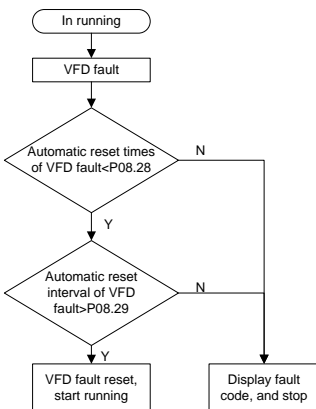 In running
VFD fault
Automatic reset times
of VFD fault<P08.28
N
Y
Automatic reset
interval of VFD
fault>P08.29
N
Y
VFD fault reset,
start running
Display fault
code, and stop